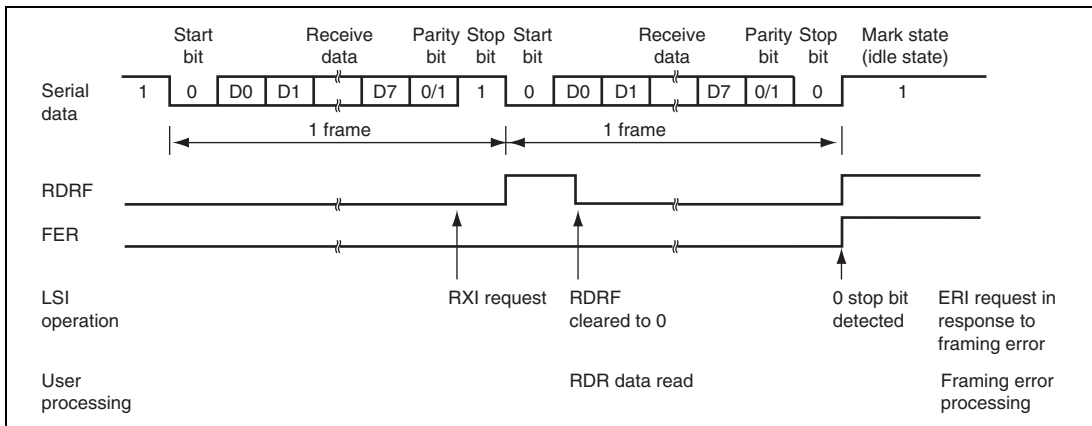 Start bit Receive data Parity bit Stop bit Start bit Receive data Parity bit Stop bit Mark state (idle state)
Serial data 1 0 D0 D1 D7 0/1 1 0 D0 D1 D7 0/1 0 1
1 frame 1 frame
RDRF
FER
LSI operation RXI request RDRF cleared to 0 0 stop bit detected ERI request in response to framing error
User processing RDR data read Framing error processing